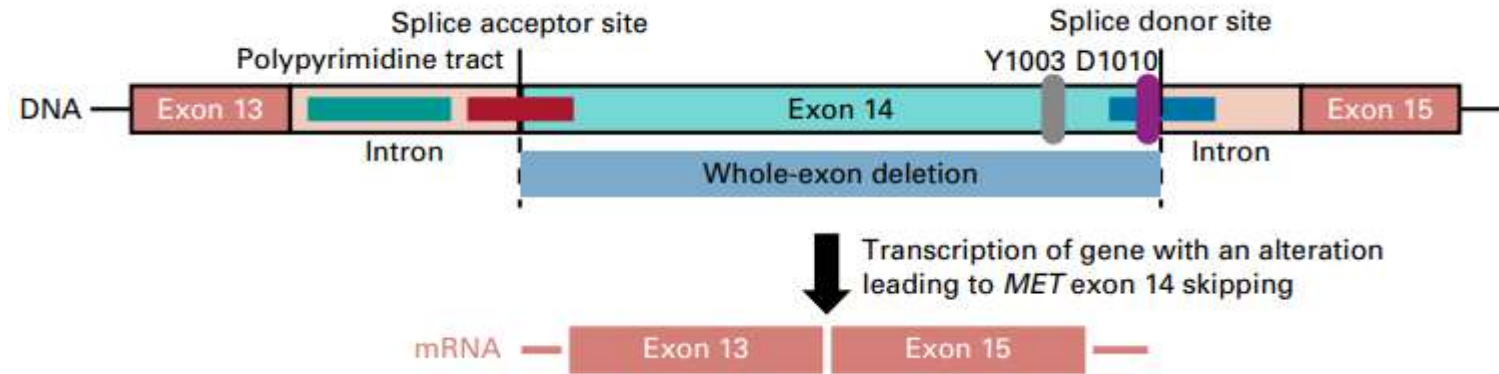 Splice acceptor site
Splice donor site
Polypyrimidine tract
Y1003 D1010
DNA
Exon 13
Exon 14
Exon 15
Intron
Intron
Whole-exon deletion
Transcription of gene with an alteration
leading to MET exon 14 skipping
mRNA
Exon 13
Exon 15